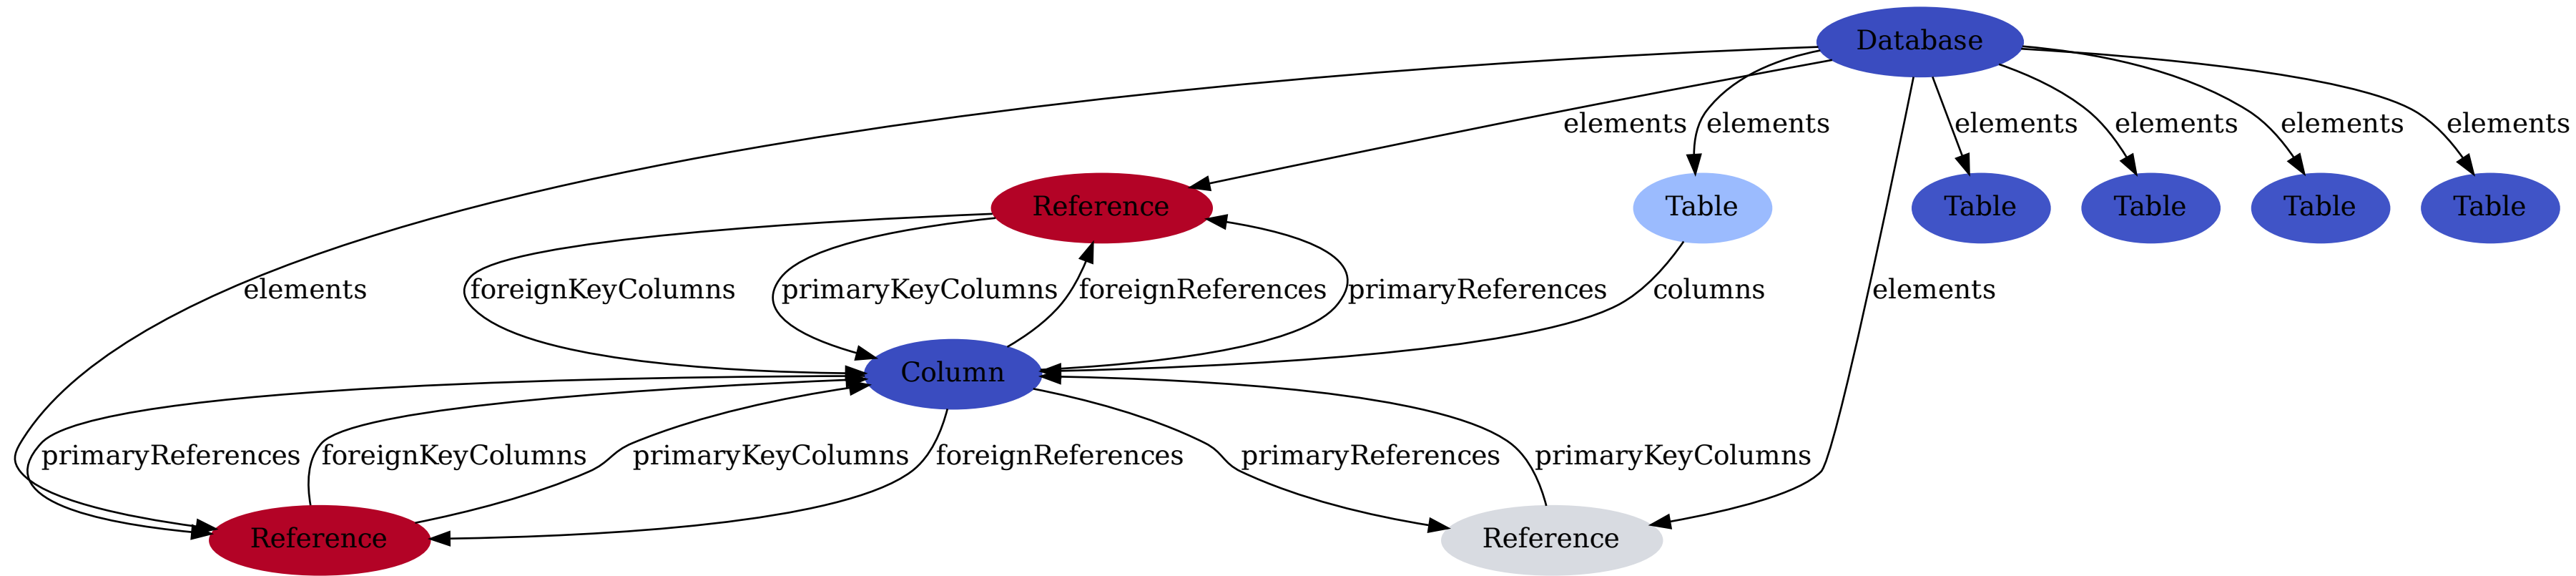 Database
elements
elements
elements
elements
elements
elements
Reference
Table
Table
Table
Table
Table
elements
foreignKeyColumns
primaryKeyColumns
foreignReferences
primaryReferences
columns
elements
Column
primaryReferences
foreignKeyColumns
primaryKeyColumns
foreignReferences
primaryReferences
primaryKeyColumns
Reference
Reference